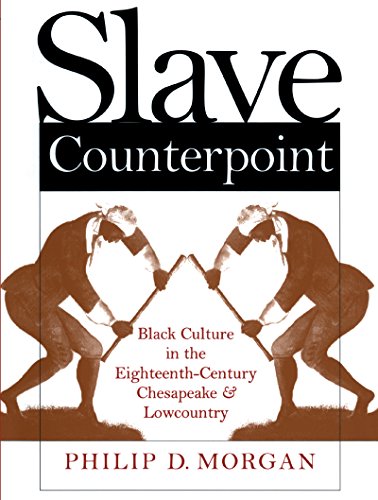 Slave
Counterpoint
Black Culture
in the
Eighteenth-Century
Chesapeake &
Lowcountry
PHILIP D. MORGAN